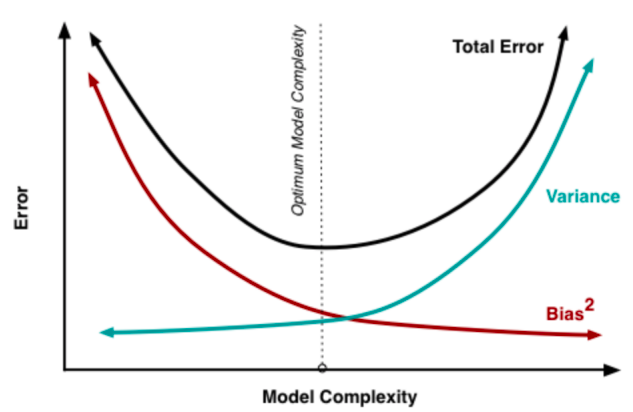 Total Error
Optimum Model Complexity
Error
Variance
Bias²
Model Complexity